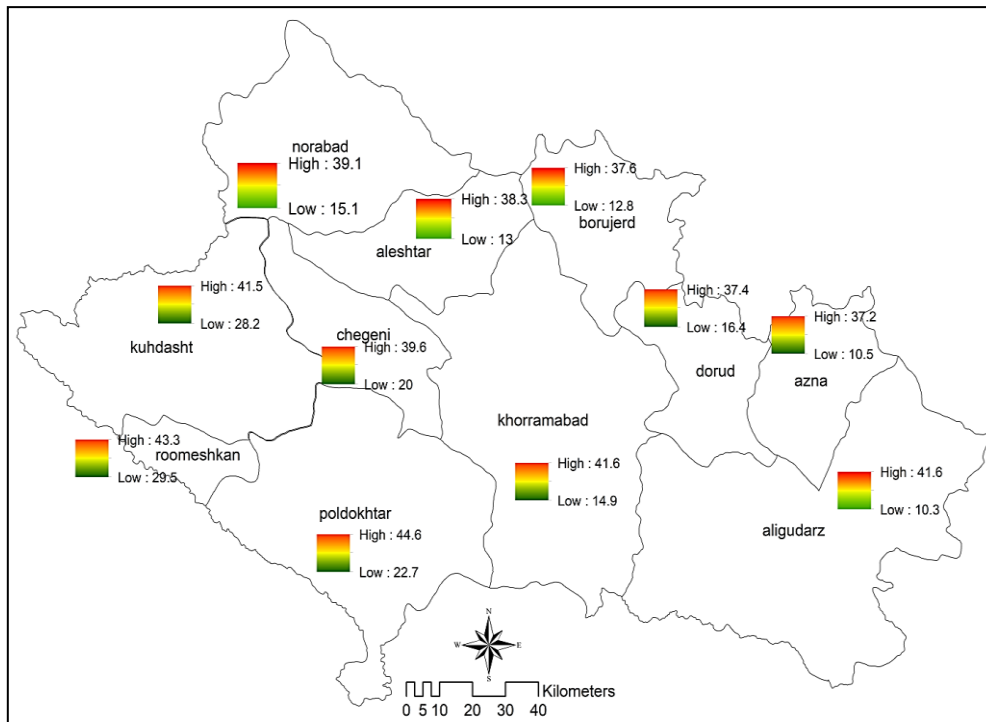 norabad
High : 39.1
Low : 15.1
High : 37.6
Low : 12.8
borujerd
High : 38.3
Low : 13
aleshtar
High : 41.5
Low : 28.2
kuhdasht
chegeni
High : 39.6
Low : 20
High : 37.4
Low : 16.4
dorud
High : 37.2
Low : 10.5
azna
khorramabad
High : 41.6
Low : 14.9
High : 43.3
roomeshkan
Low : 29.5
poldokhtar
High : 44.6
Low : 22.7
High : 41.6
Low : 10.3
aligudarz
N
W E
S
Kilometers
0 5 10 20 30 40